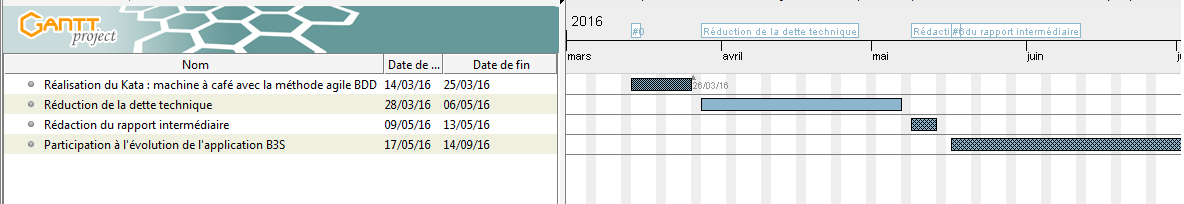 GANTT
project
Nom Date de ... Date de fin
Réalisation du Kata : machine à café avec la méthode agile BDD 14/03/16 25/03/16
Réduction de la dette technique 28/03/16 06/05/16
Rédaction du rapport intermédiaire 09/05/16 13/05/16
Participation à l'évolution de l'application B3S 17/05/16 14/09/16
2016
#0 Réduction de la dette technique Rédacti #6 du rapport intermédiaire
mars avril mai juin
26/03/16